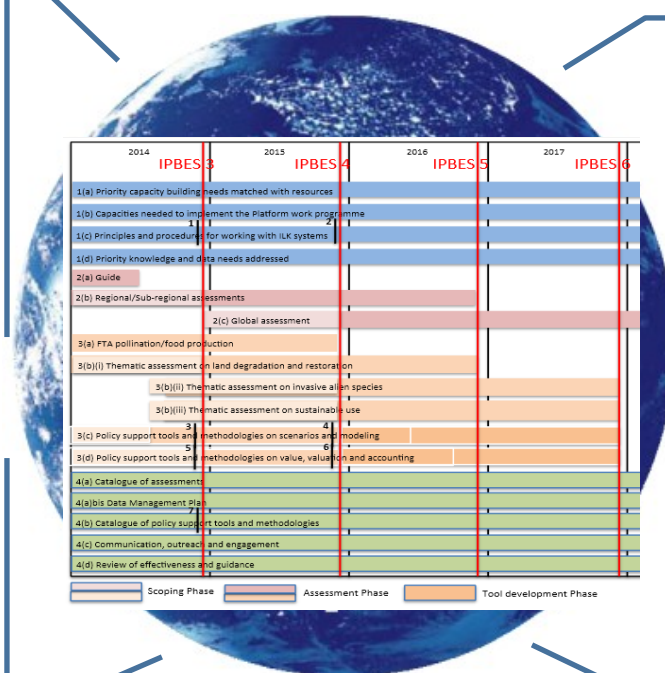 2014 2015 2016 2017
IPBES 3 IPBES 4 IPBES 5 IPBES 6
1(a) Priority capacity building needs matched with resources
1(b) Capacities needed to implement the Platform work programme
1 2
1(c) Principles and procedures for working with ILK systems
1(d) Priority knowledge and data needs addressed
2(a) Guide
2(b) Regional/Sub-regional assessments
2(c) Global assessment
3(a) FTA pollination/food production
3(b)(i) Thematic assessment on land degradation and restoration
3(b)(ii) Thematic assessment on invasive alien species
3(b)(iii) Thematic assessment on sustainable use
3 4
3(c) Policy support tools and methodologies on scenarios and modeling
5 6
3(d) Policy support tools and methodologies on value, valuation and accounting
4(a) Catalogue of assessments
4(a)bis Data Management Plan
7
4(b) Catalogue of policy support tools and methodologies
4(c) Communication, outreach and engagement
4(d) Review of effectiveness and guidance
Scoping Phase Assessment Phase Tool development Phase